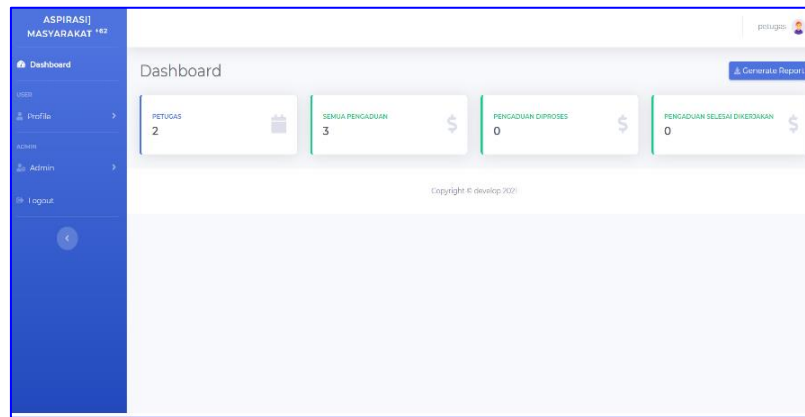 ASPIRASI]
MASYARAKAT +62
petugas
Dashboard
Dashboard
Generate Report
USER
Profile
PETUGAS
2
SEMUA PENGADUAN
3
PENGADUAN DIPROSES
0
PENGADUAN SELESAI DIKERJAKAN
0
ADMIN
Admin
Logout
Copyright © develop 2021